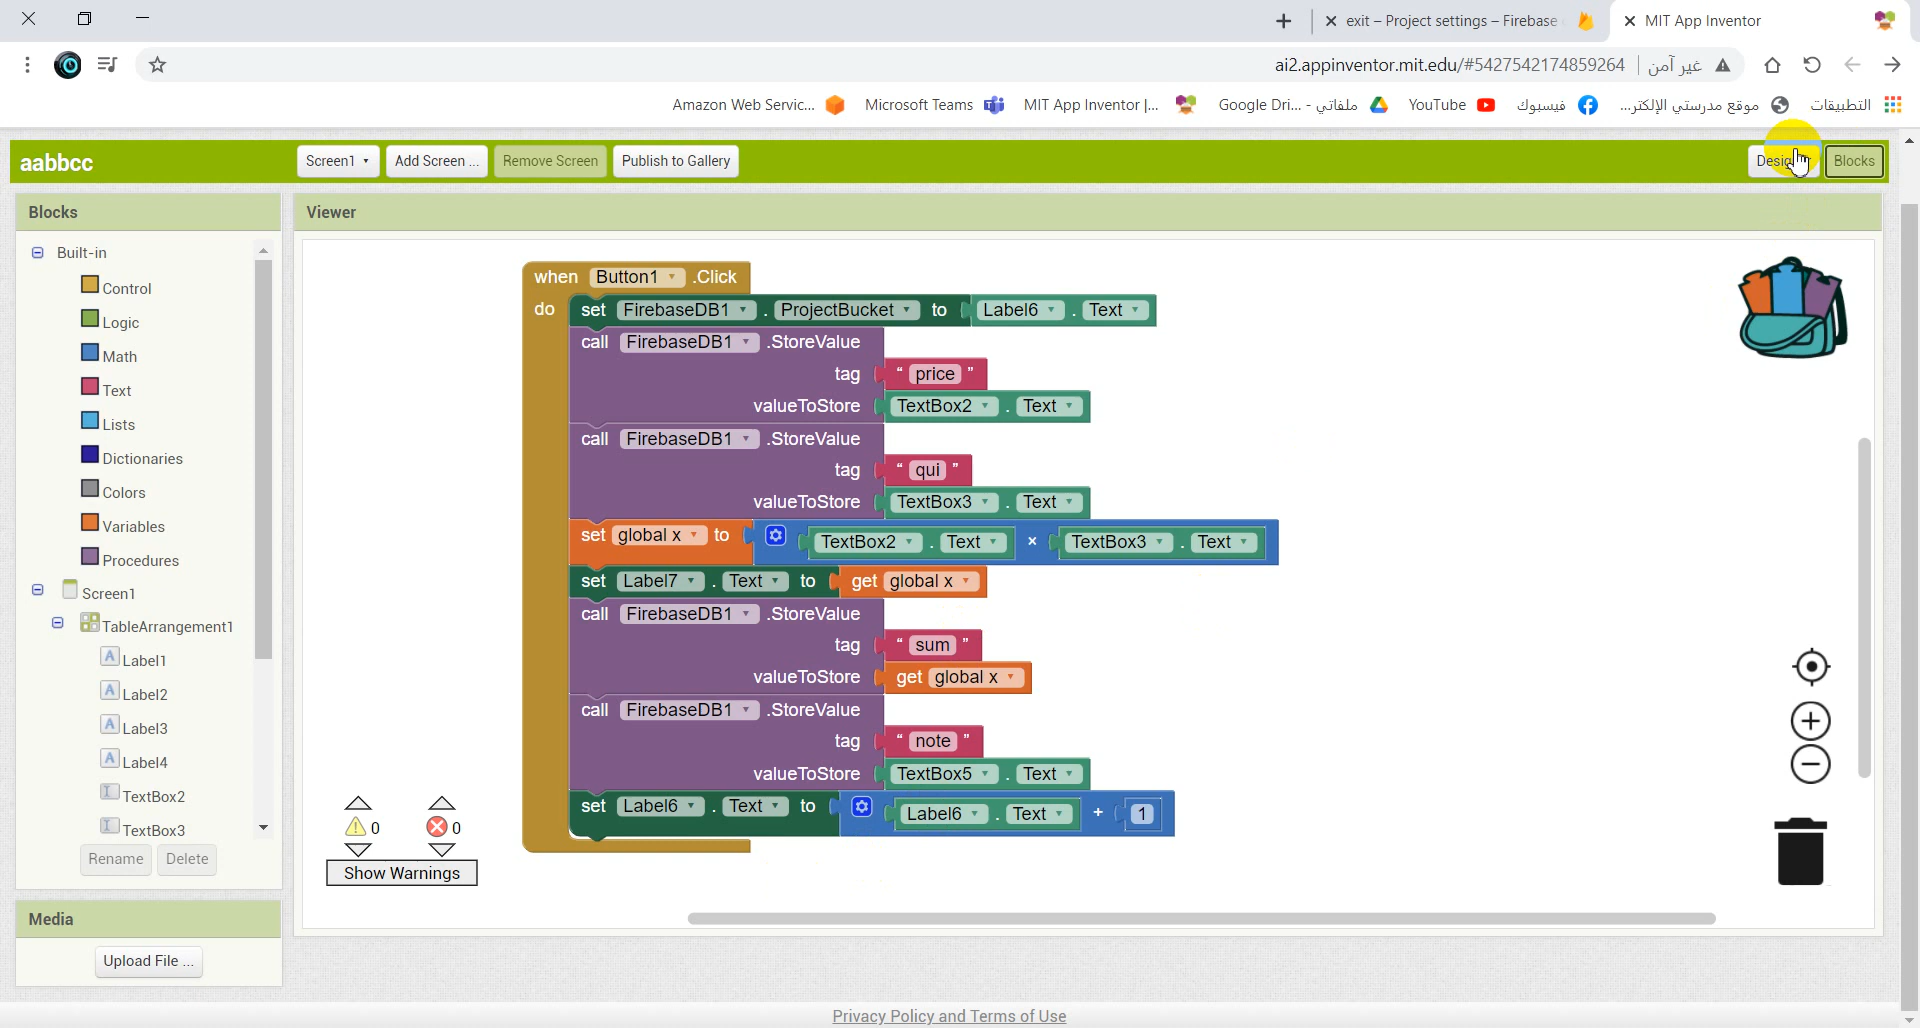 exit – Project settings – Firebase
MIT App Inventor
ai2.appinventor.mit.edu/#5427542174859264
غير آمن
Amazon Web Servic...
Microsoft Teams
MIT App Inventor |...
ملفاتي - Google Dri...
YouTube
فيسبوك
موقع مدرستي الإلكتر...
التطبيقات
aabbcc
Screen1
Add Screen ...
Remove Screen
Publish to Gallery
Blocks
Blocks
Viewer
Built-in
Control
Logic
Math
Text
Lists
Dictionaries
Colors
Variables
Procedures
Screen1
TableArrangement1
Label1
Label2
Label3
Label4
TextBox2
TextBox3
Rename
Delete
Media
Upload File ...
when Button1 .Click
do set FirebaseDB1 . ProjectBucket to Label6 . Text
call FirebaseDB1 .StoreValue
tag " price "
valueToStore TextBox2 . Text
call FirebaseDB1 .StoreValue
tag " qui "
valueToStore TextBox3 . Text
set global x to TextBox2 . Text × TextBox3 . Text
set Label7 . Text to get global x
call FirebaseDB1 .StoreValue
tag " sum "
valueToStore get global x
call FirebaseDB1 .StoreValue
tag " note "
valueToStore TextBox5 . Text
set Label6 . Text to Label6 . Text + 1
0
0
Show Warnings
Privacy Policy and Terms of Use